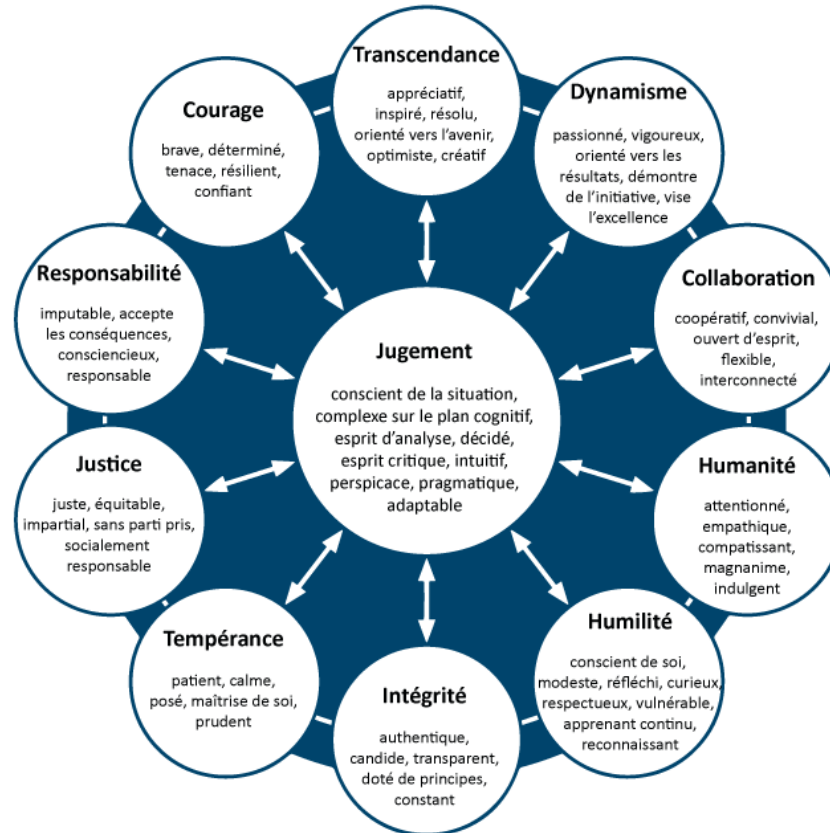 Transcendance
appréciatif,
inspiré, résolu,
orienté vers l'avenir,
optimiste, créatif
Dynamisme
passionné, vigoureux,
orienté vers les
résultats, démontre
de l'initiative, vise
l'excellence
Collaboration
coopératif, convivial,
ouvert d'esprit,
flexible,
interconnecté
Humanité
attentionné,
empathique,
compatissant,
magnanime,
indulgent
Humilité
conscient de soi,
modeste, réfléchi, curieux,
respectueux, vulnérable,
apprenant continu,
reconnaissant
Intégrité
authentique,
candide, transparent,
doté de principes,
constant
Tempérance
patient, calme,
posé, maîtrise de soi,
prudent
Justice
juste, équitable,
impartial, sans parti pris,
socialement
responsable
Responsabilité
imputable, accepte
les conséquences,
consciencieux,
responsable
Courage
brave, déterminé,
tenace, résilient,
confiant
Jugement
conscient de la situation,
complexe sur le plan cognitif,
esprit d'analyse, décidé,
esprit critique, intuitif,
perspicace, pragmatique,
adaptable